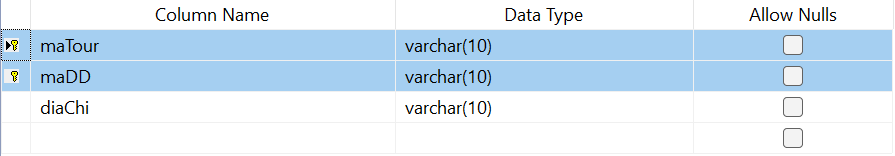 Column Name Data Type Allow Nulls
maTour varchar(10)
maDD varchar(10)
diaChi varchar(10)